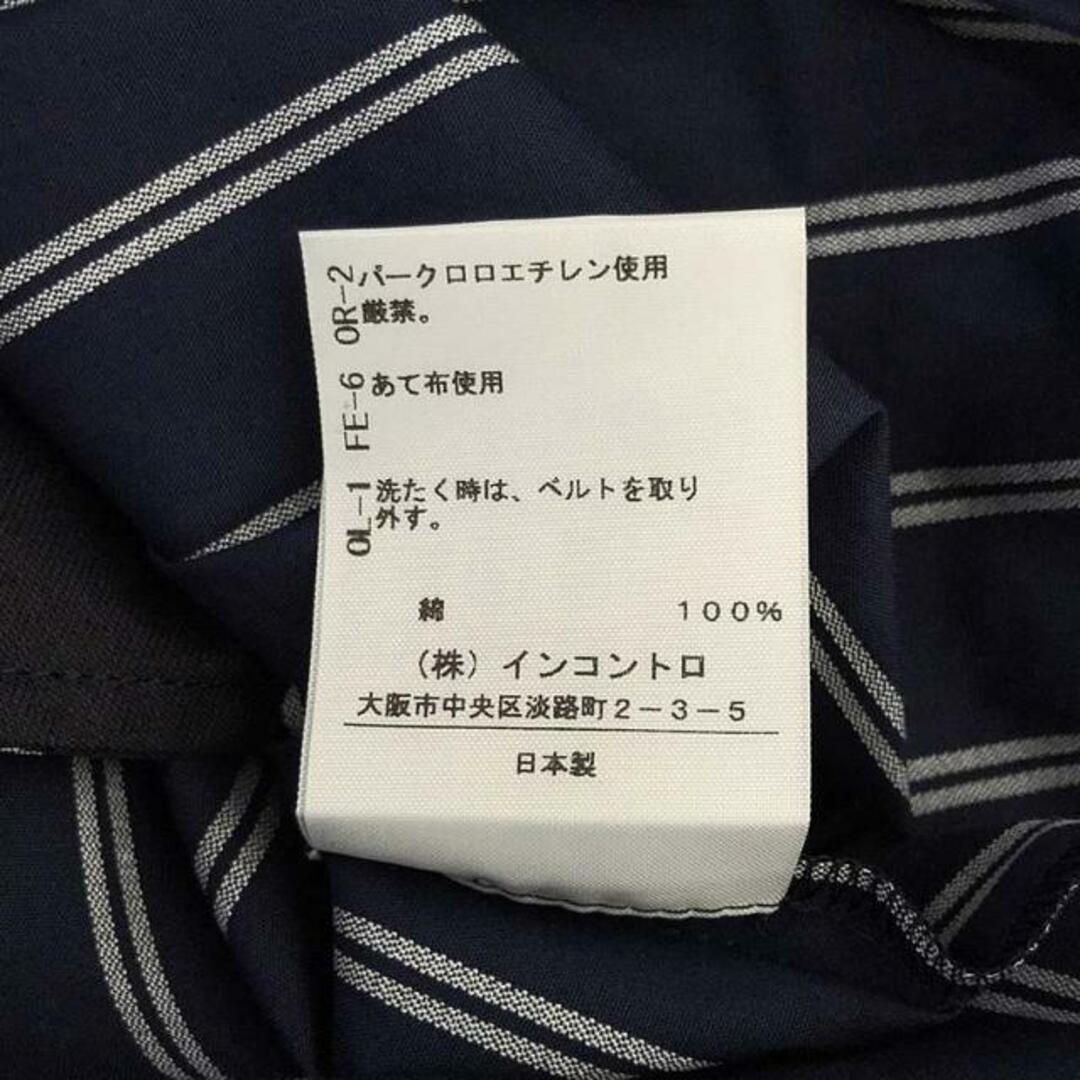 OR-2 パークロロエチレン使用
厳禁。
FE-6 あて布使用
OL-1 洗たく時は、ベルトを取り
外す。
綿 100%
(株) インコントロ
大阪市中央区淡路町2-3-5
日本製